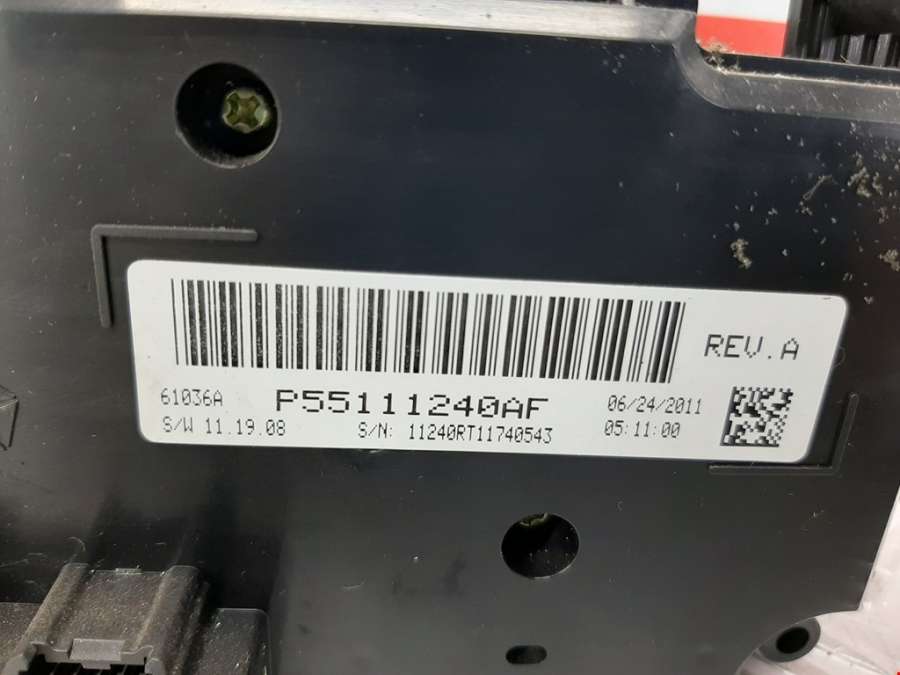 REV.A
61036A P55111240AF 06/24/2011
S/W 11.19.08 S/N: 11240RT11740543 05:11:00